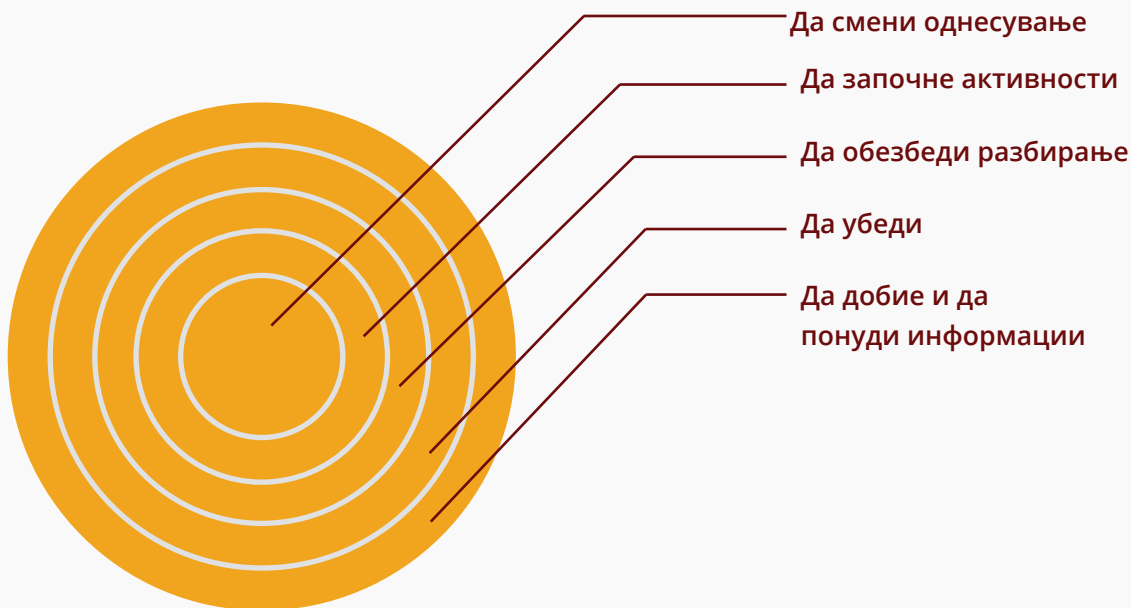 Да смени однесување
Да започне активности
Да обезбеди разбирање
Да убеди
Да добие и да
понуди информации